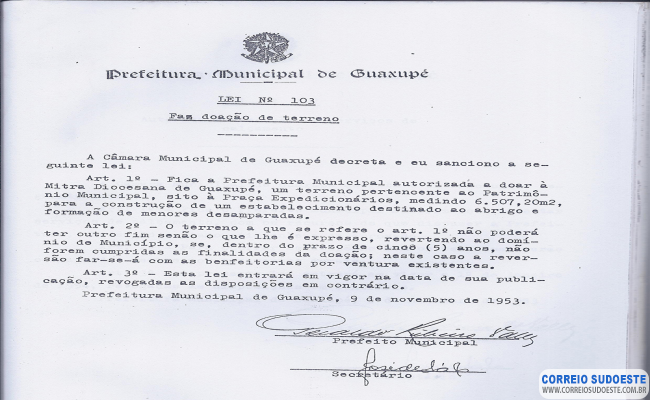 Prefeitura Municipal de Guaxupé
LEI Nº 103
Faz doação de terreno
A Câmara Municipal de Guaxupé decreta e eu sanciono a se-
guinte lei:
Art. 1º - Fica a Prefeitura Municipal autorizada a doar à
Mitra Diocesana de Guaxupé, um terreno pertencente ao Patrimô-
nio Municipal, sito à Praça Expedicionários, medindo 6.507,20m2,
para a construção de um estabelecimento destinado ao abrigo e
formação de menores desamparadas.
Art. 2º - O terreno a que se refere o art. 1º não poderá
ter outro fim senão o que lhe é expresso, revertendo ao domí-
nio de Município, se, dentro do prazo de cinco (5) anos, não
forem cumpridas as finalidades da doação; neste caso a rever-
são far-se-á com as benfeitorias por ventura existentes.
Art. 3º - Esta lei entrará em vigor na data de sua publi-
cação, revogadas as disposições em contrário.
Prefeitura Municipal de Guaxupé, 9 de novembro de 1953.
Ribeiro
Prefeito Municipal
Secretário
CORREIO SUDOESTE
WWW.CORREIOSUDOESTE.COM.BR